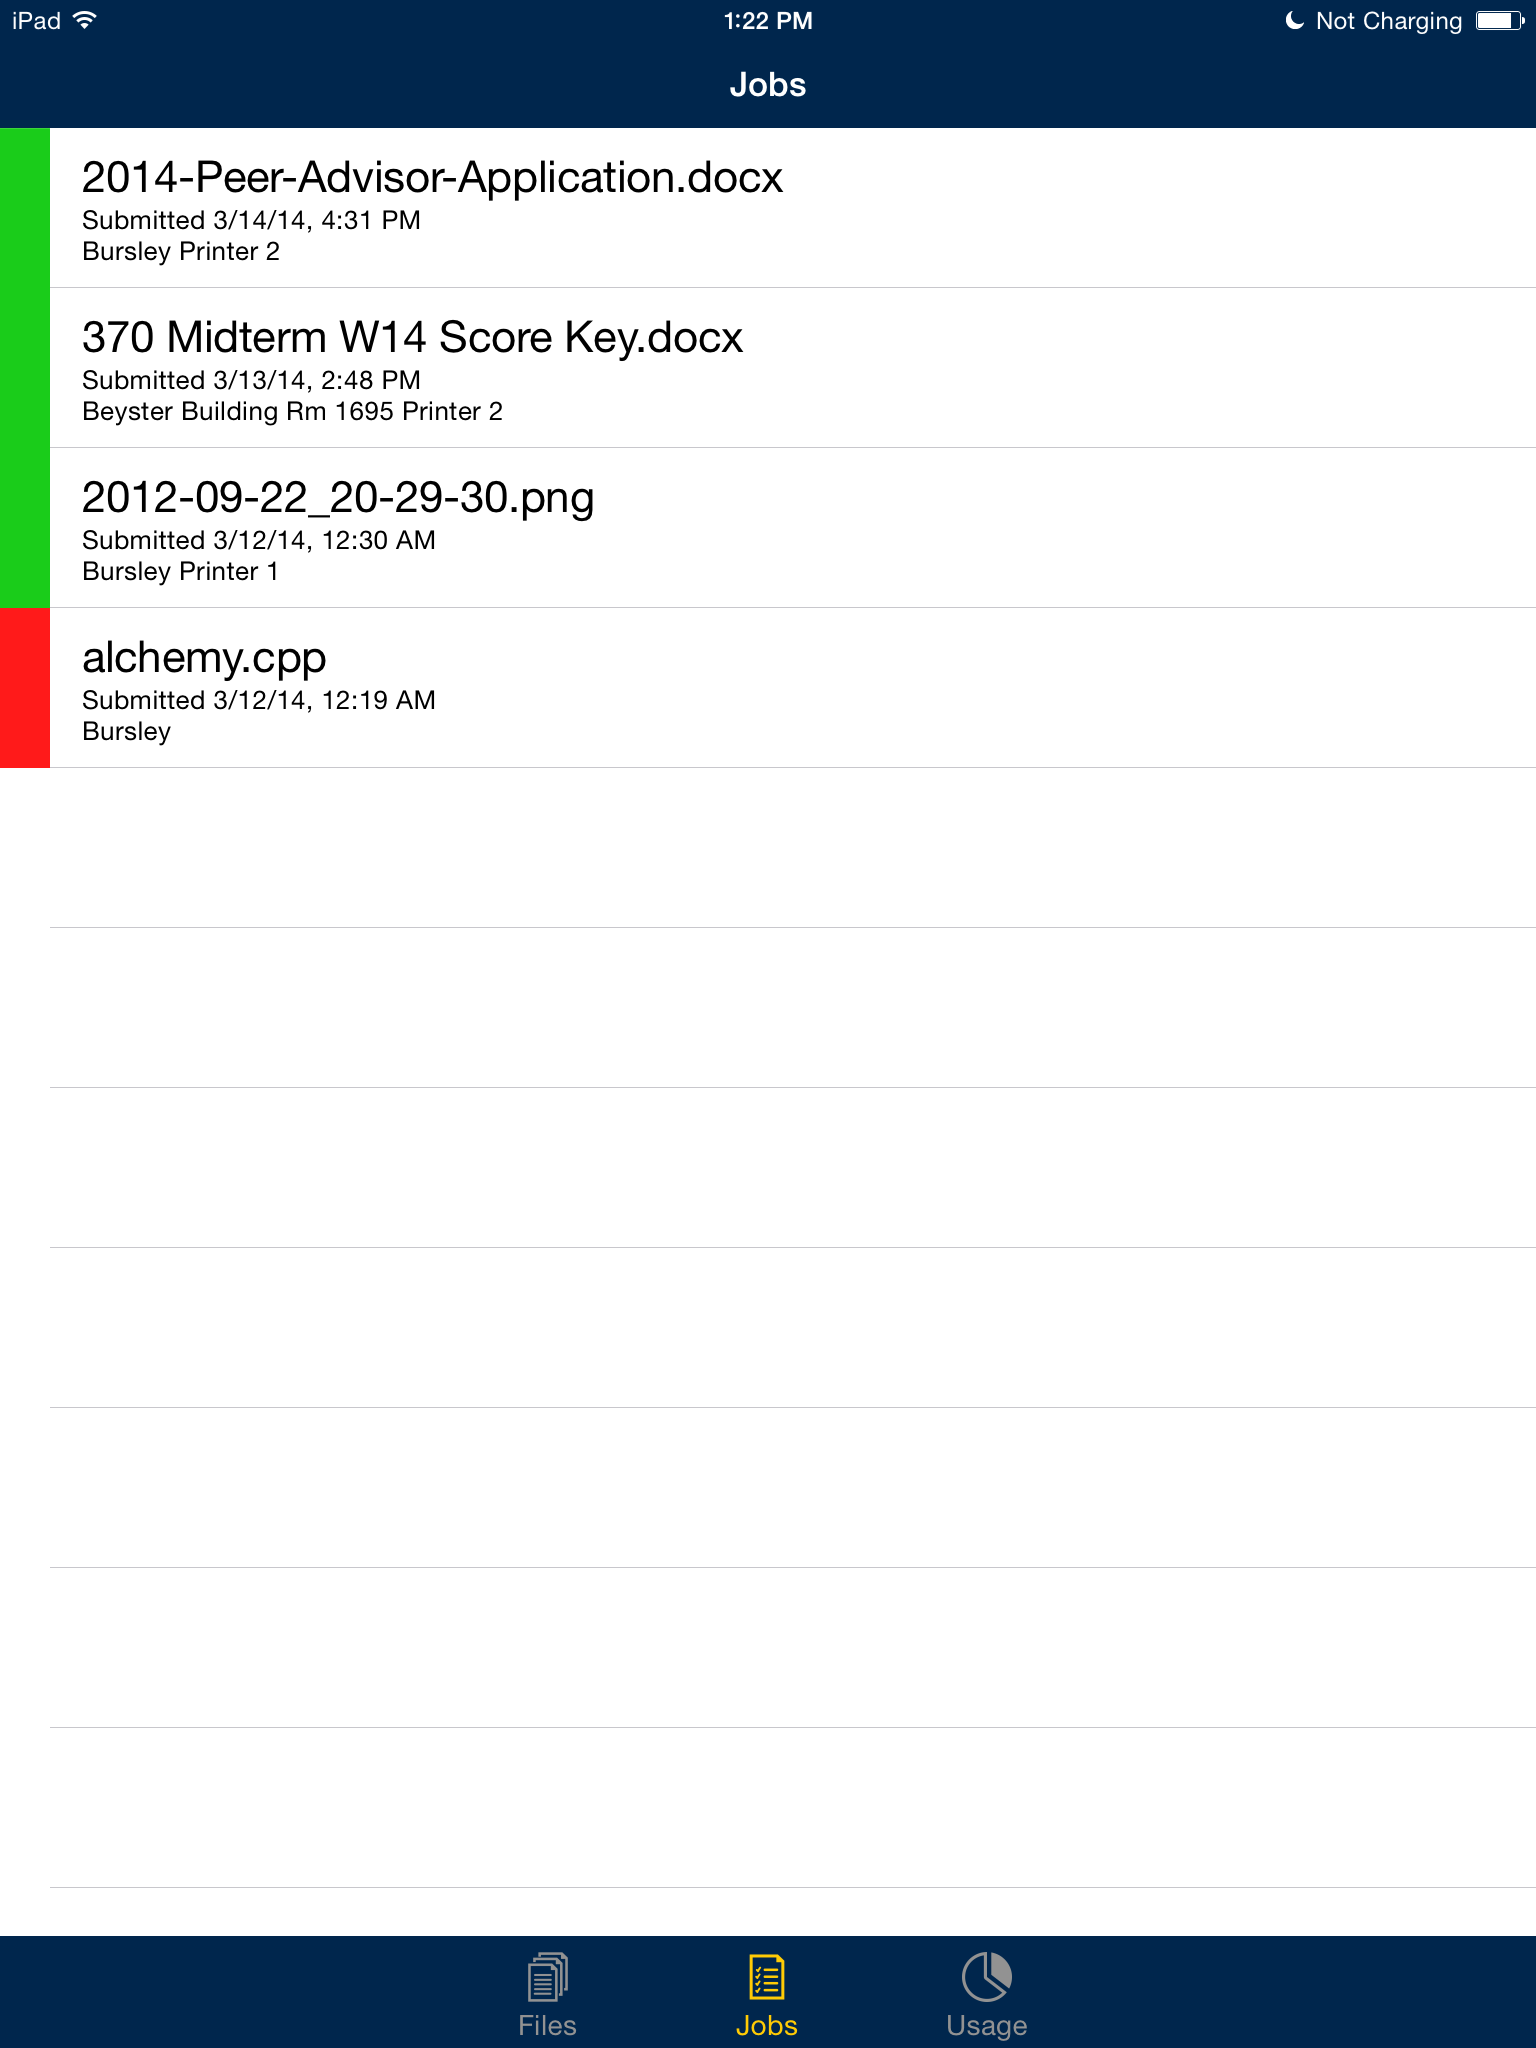 iPad 1:22 PM Not Charging
Jobs
2014-Peer-Advisor-Application.docx
Submitted 3/14/14, 4:31 PM
Bursley Printer 2
370 Midterm W14 Score Key.docx
Submitted 3/13/14, 2:48 PM
Beyster Building Rm 1695 Printer 2
2012-09-22_20-29-30.png
Submitted 3/12/14, 12:30 AM
Bursley Printer 1
alchemy.cpp
Submitted 3/12/14, 12:19 AM
Bursley
Files Jobs Usage